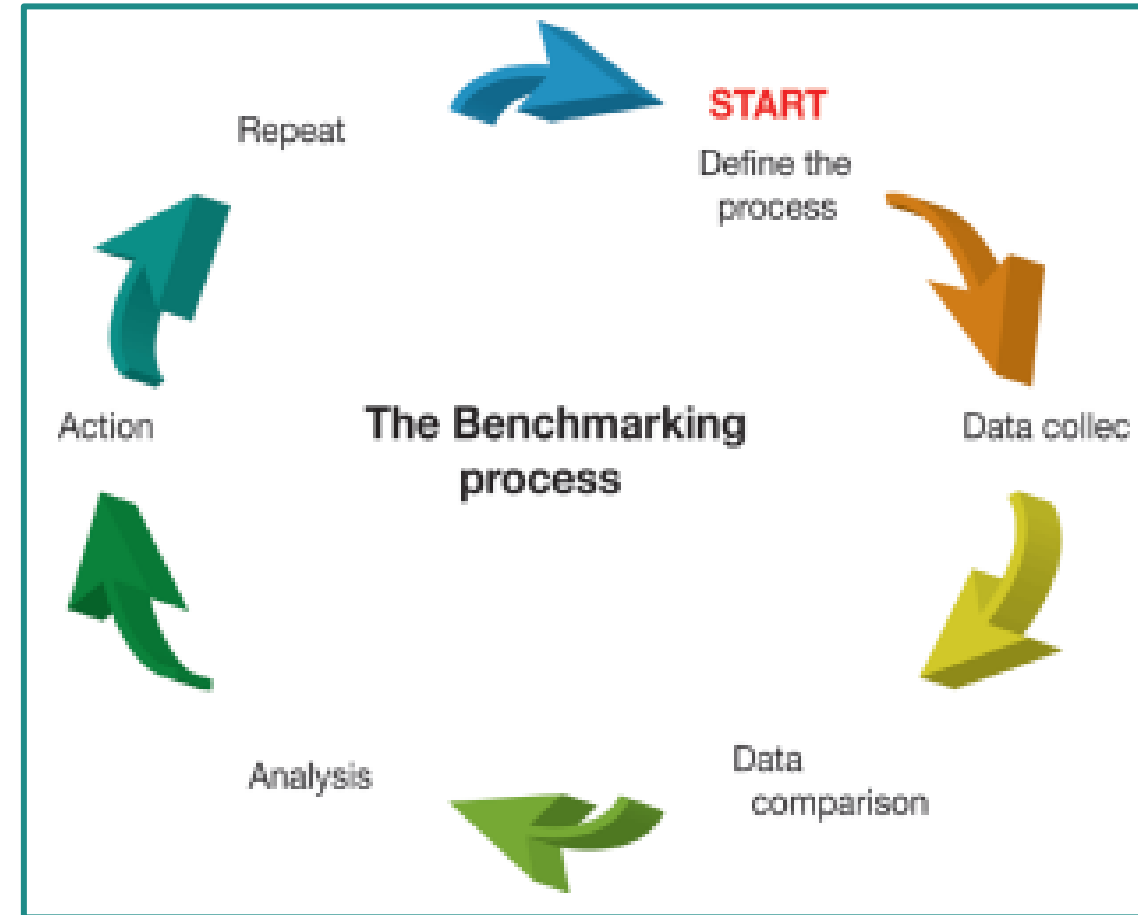 START
Define the
process
Data collec
Data
comparison
Analysis
Action
Repeat
The Benchmarking
process